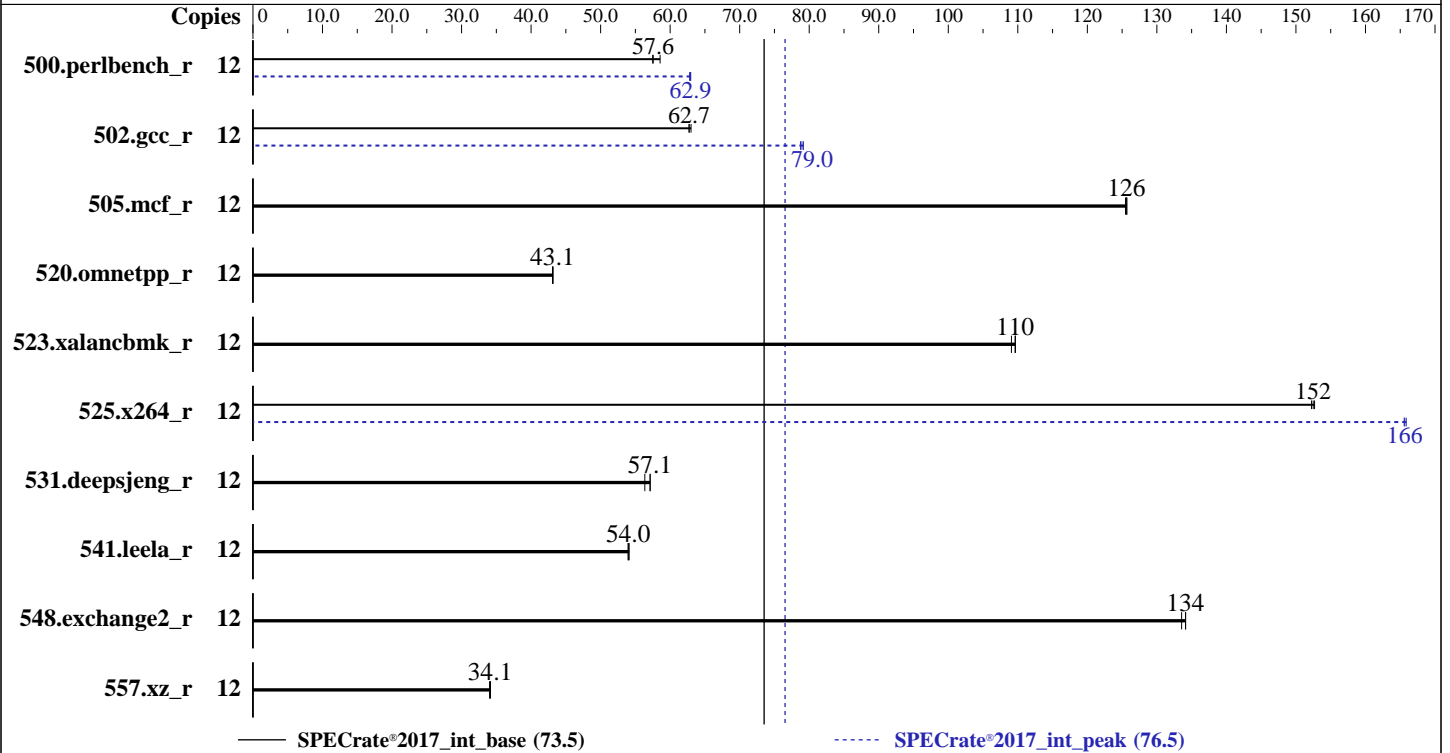 Copies 0 10.0 20.0 30.0 40.0 50.0 60.0 70.0 80.0 90.0 100 110 120 130 140 150 160 170
57.6
500.perlbench_r 12
62.9
62.7
502.gcc_r 12
79.0
126
505.mcf_r 12
43.1
520.omnetpp_r 12
110
523.xalancbmk_r 12
152
525.x264_r 12
166
57.1
531.deepsjeng_r 12
54.0
541.leela_r 12
134
548.exchange2_r 12
34.1
557.xz_r 12
SPECrate®2017_int_base (73.5) SPECrate®2017_int_peak (76.5)